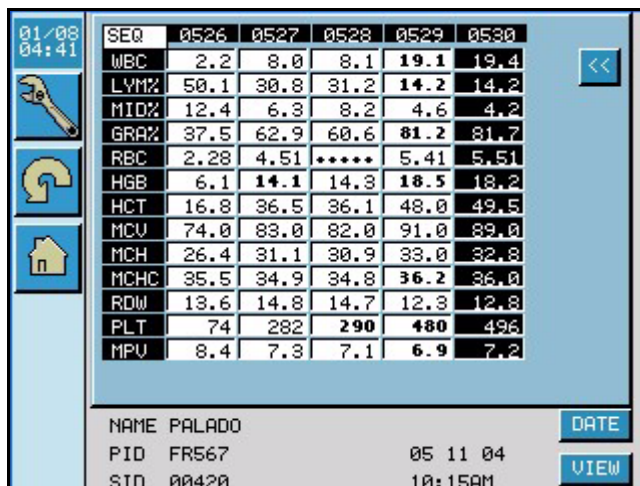 01/08
04:41
SEQ 0526 0527 0528 0529 0530
WBC 2.2 8.0 8.1 19.1 19.4
LYM% 50.1 30.8 31.2 14.2 14.2
MID% 12.4 6.3 8.2 4.6 4.2
GRA% 37.5 62.9 60.6 81.2 81.7
RBC 2.28 4.51 ••••• 5.41 5.51
HGB 6.1 14.1 14.3 18.5 18.2
HCT 16.8 36.5 36.1 48.0 49.5
MCV 74.0 83.0 82.0 91.0 89.0
MCH 26.4 31.1 30.9 33.0 32.8
MCHC 35.5 34.9 34.8 36.2 36.0
RDW 13.6 14.8 14.7 12.3 12.8
PLT 74 282 290 480 496
MPV 8.4 7.3 7.1 6.9 7.2
<<
NAME PALADO
DATE
PID FR567 05 11 04
VIEW
SID 00420 10:15AM